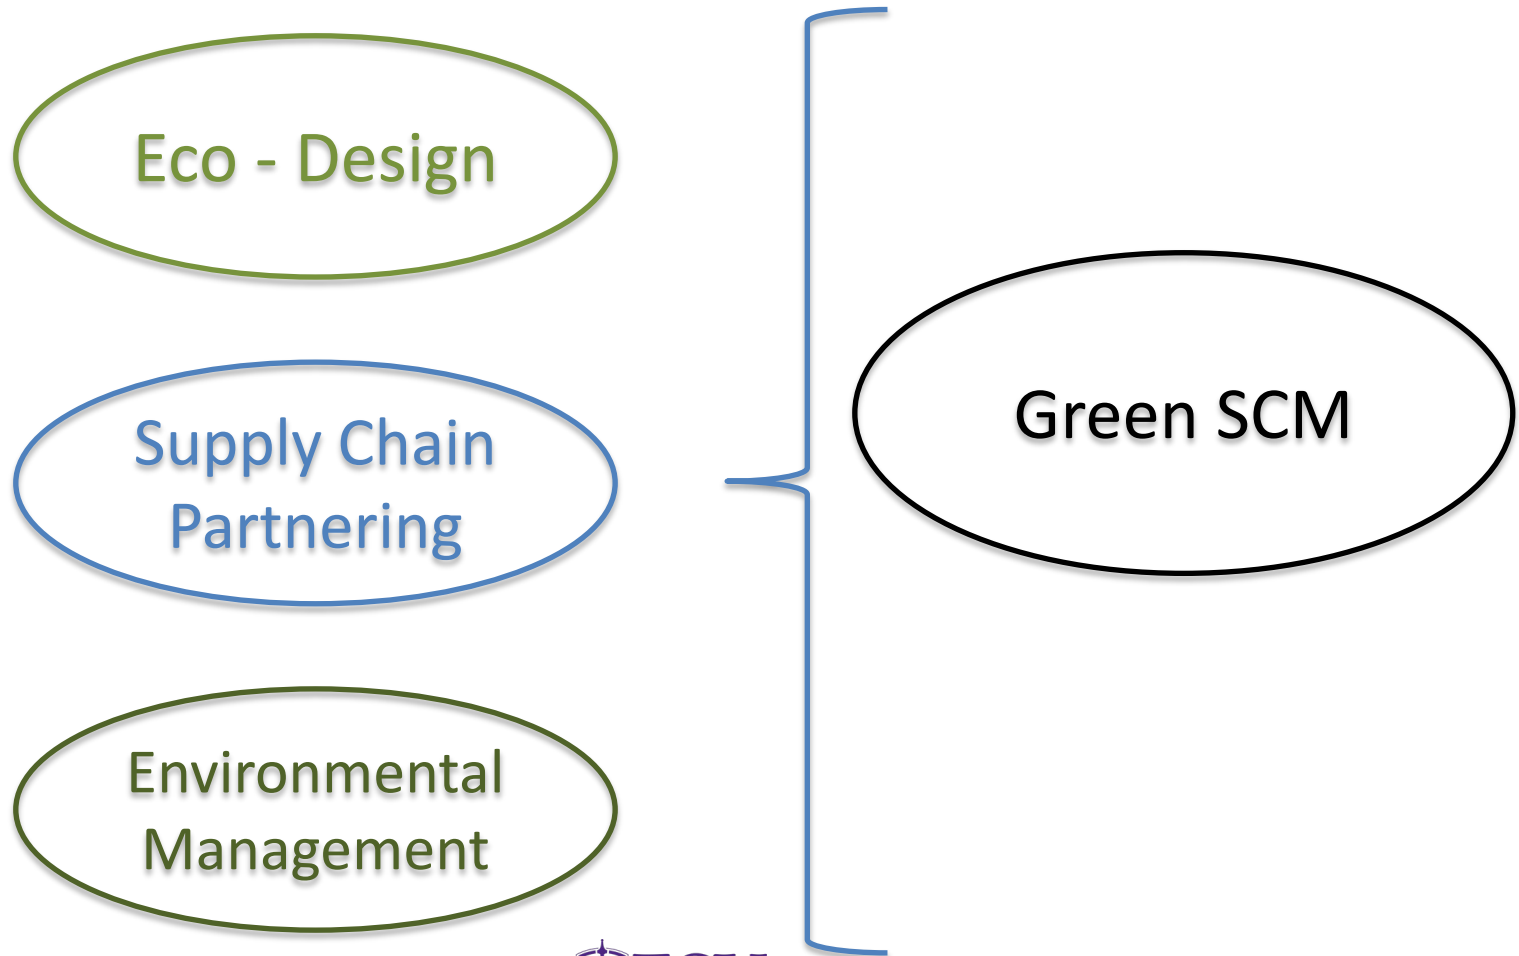 Eco - Design
Supply Chain
Partnering
Environmental
Management
Green SCM